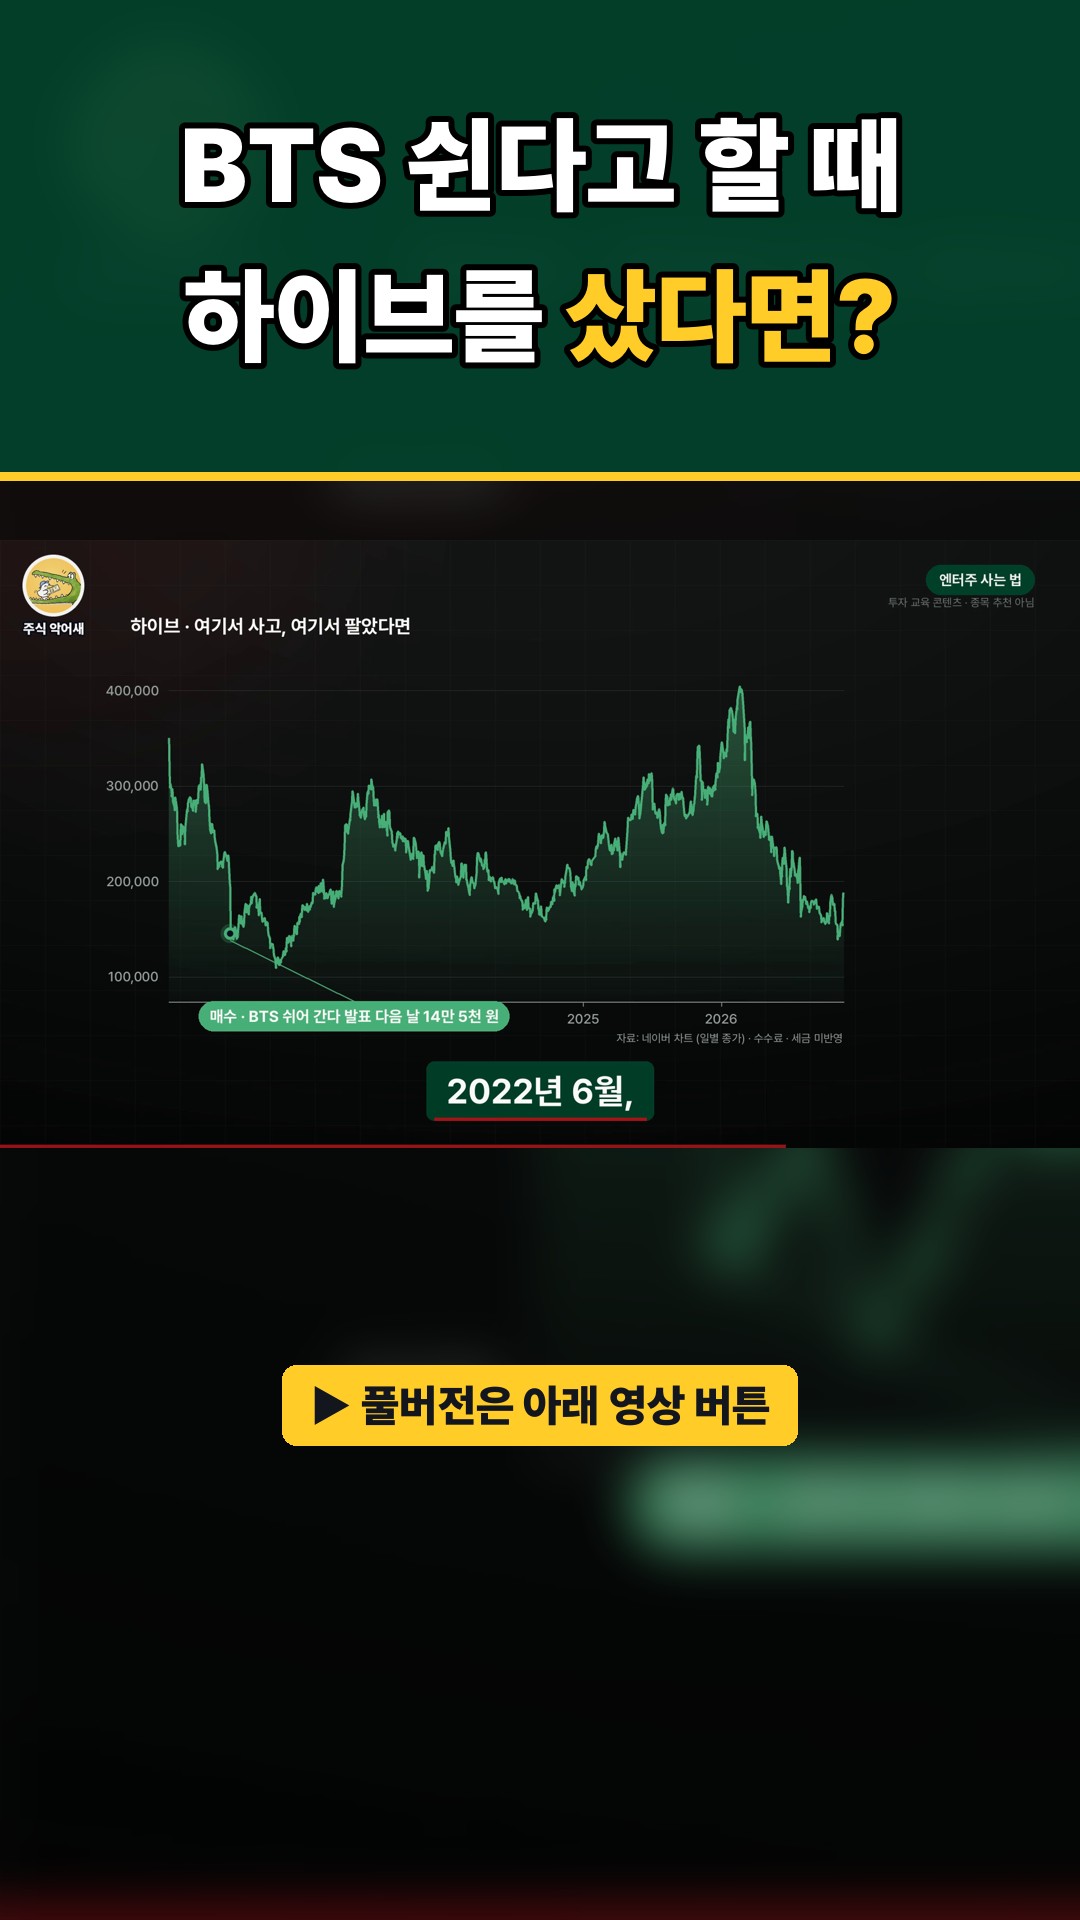 BTS 쉰다고 할 때
하이브를 샀다면?
주식 악어새
엔터주 사는 법
투자 교육 콘텐츠 · 종목 추천 아님
하이브 · 여기서 사고, 여기서 팔았다면
400,000
300,000
200,000
100,000
매수 · BTS 쉬어 간다 발표 다음 날 14만 5천 원
2025
2026
자료: 네이버 차트 (일별 종가) · 수수료 · 세금 미반영
2022년 6월,
▶ 풀버전은 아래 영상 버튼